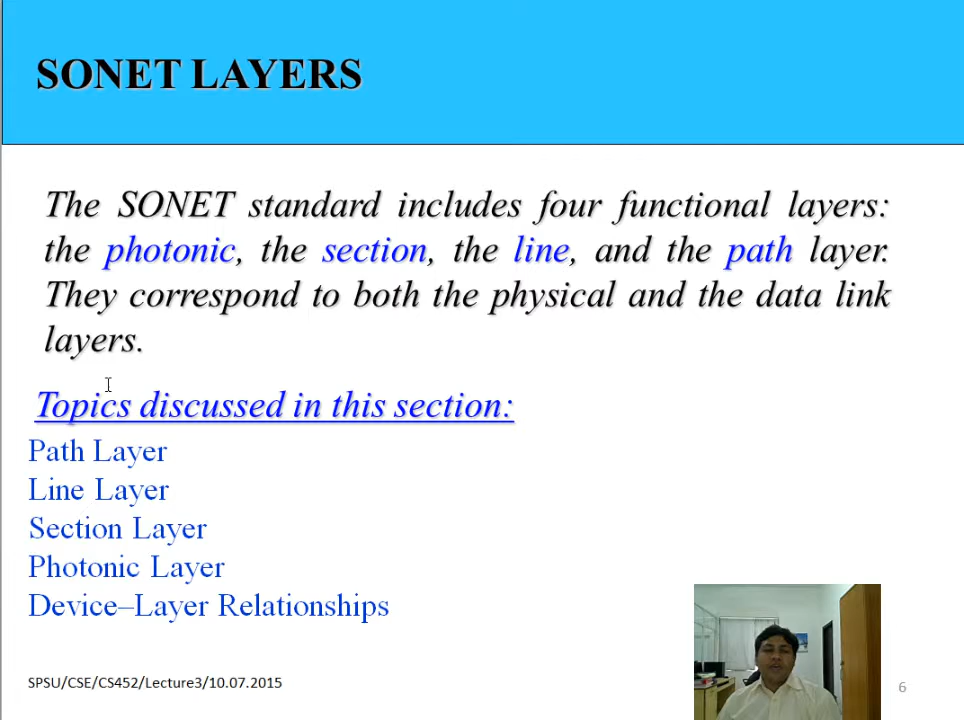 SONET LAYERS
The SONET standard includes four functional layers:
the photonic, the section, the line, and the path layer.
They correspond to both the physical and the data link
layers.
Topics discussed in this section:
Path Layer
Line Layer
Section Layer
Photonic Layer
Device–Layer Relationships
SPSU/CSE/CS452/Lecture3/10.07.2015
6